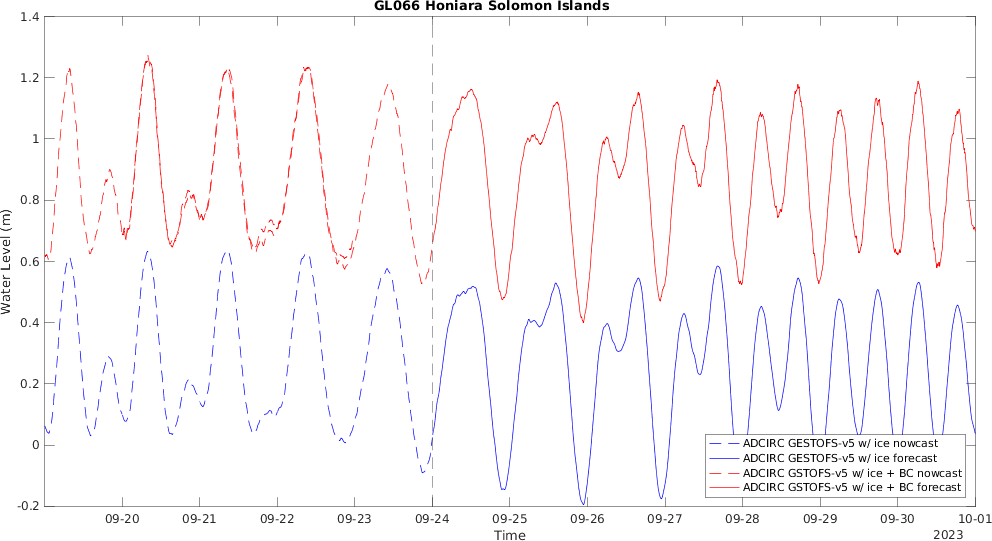 GL066 Honiara Solomon Islands
1.4
1.2
1
0.8
0.6
0.4
0.2
0
-0.2
Water Level (m)
ADCIRC GESTOFS-v5 w/ ice nowcast
ADCIRC GESTOFS-v5 w/ ice forecast
ADCIRC GSTOFS-v5 w/ ice + BC nowcast
ADCIRC GSTOFS-v5 w/ ice + BC forecast
09-20 09-21 09-22 09-23 09-24 09-25 09-26 09-27 09-28 09-29 09-30 10-01
Time
2023